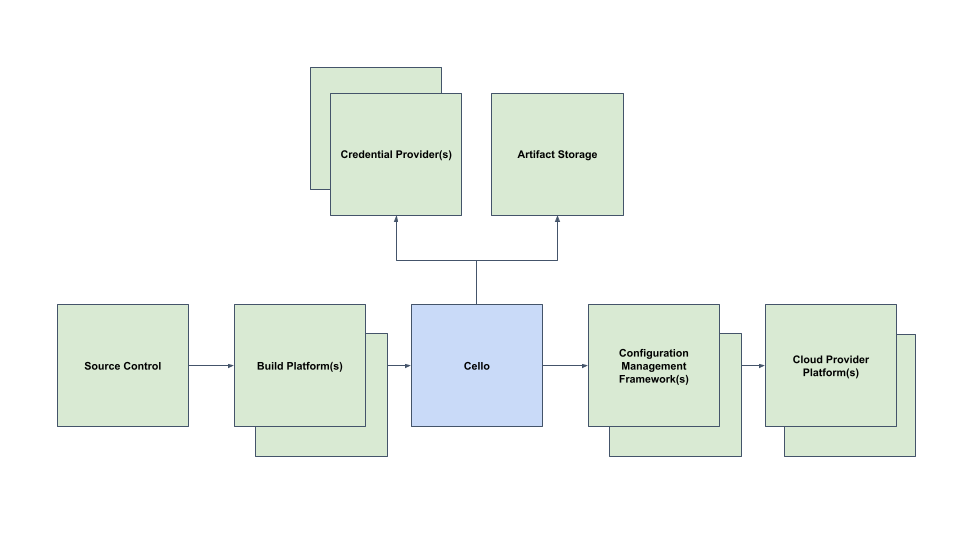 Credential Provider(s)
Artifact Storage
Source Control
Build Platform(s)
Cello
Configuration
Management
Framework(s)
Cloud Provider
Platform(s)